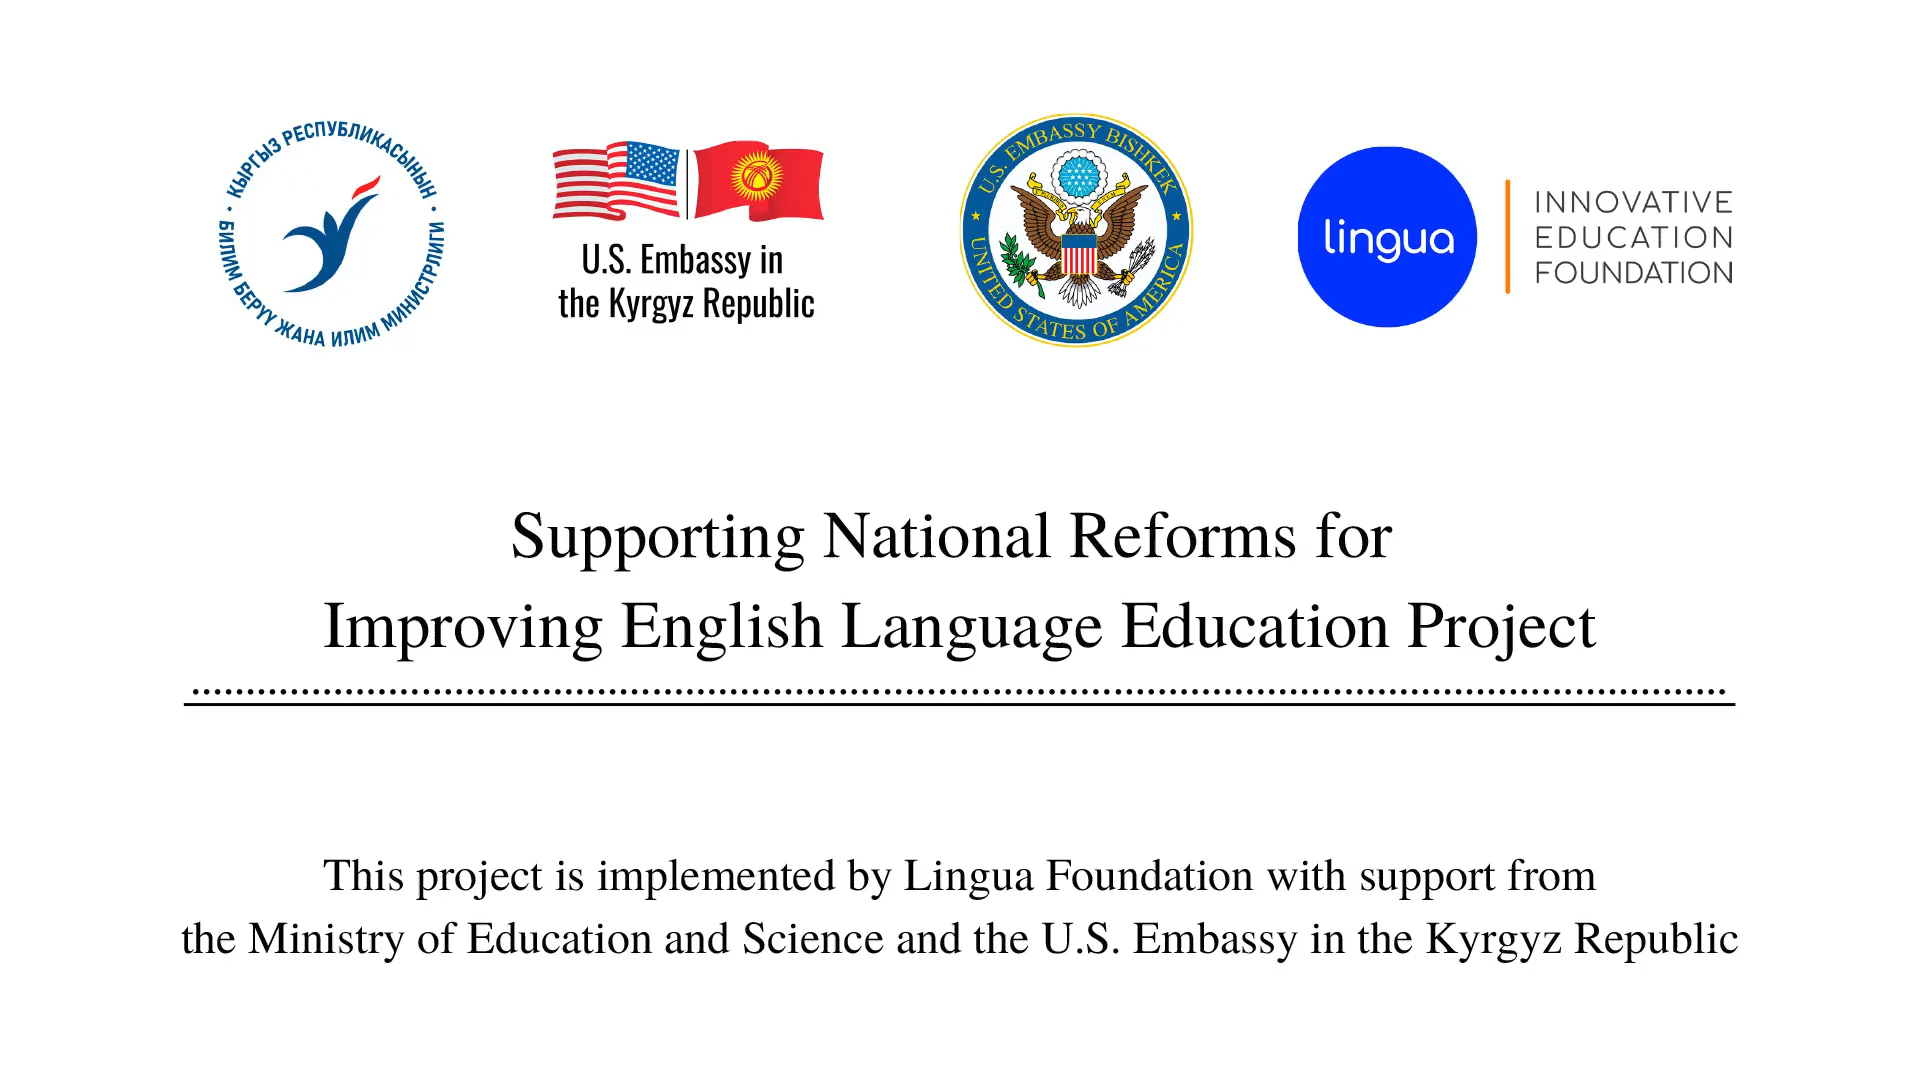 КЫРГЫЗ РЕСПУБЛИКАСЫНЫН
БИЛИМ БЕРҮҮ ЖАНА ИЛИМ МИНИСТРЛИГИ
U.S. Embassy in
the Kyrgyz Republic
U.S. EMBASSY BISHKEK
UNITED STATES OF AMERICA
lingua
INNOVATIVE
EDUCATION
FOUNDATION
Supporting National Reforms for
Improving English Language Education Project
This project is implemented by Lingua Foundation with support from
the Ministry of Education and Science and the U.S. Embassy in the Kyrgyz Republic